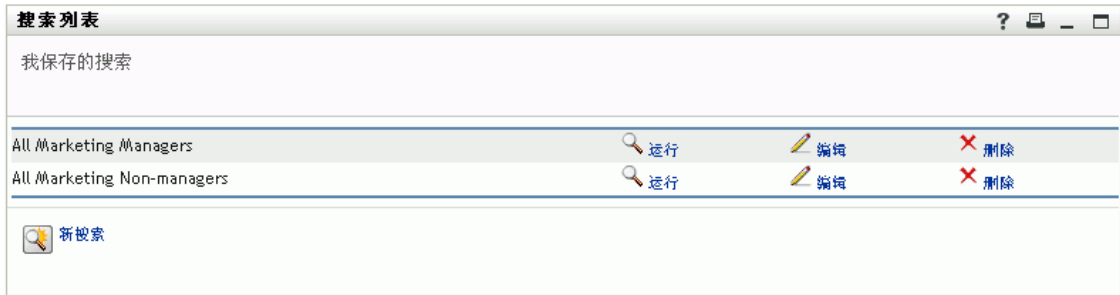 搜索列表
我保存的搜索
All Marketing Managers 运行 编辑 删除
All Marketing Non-managers 运行 编辑 删除
新搜索